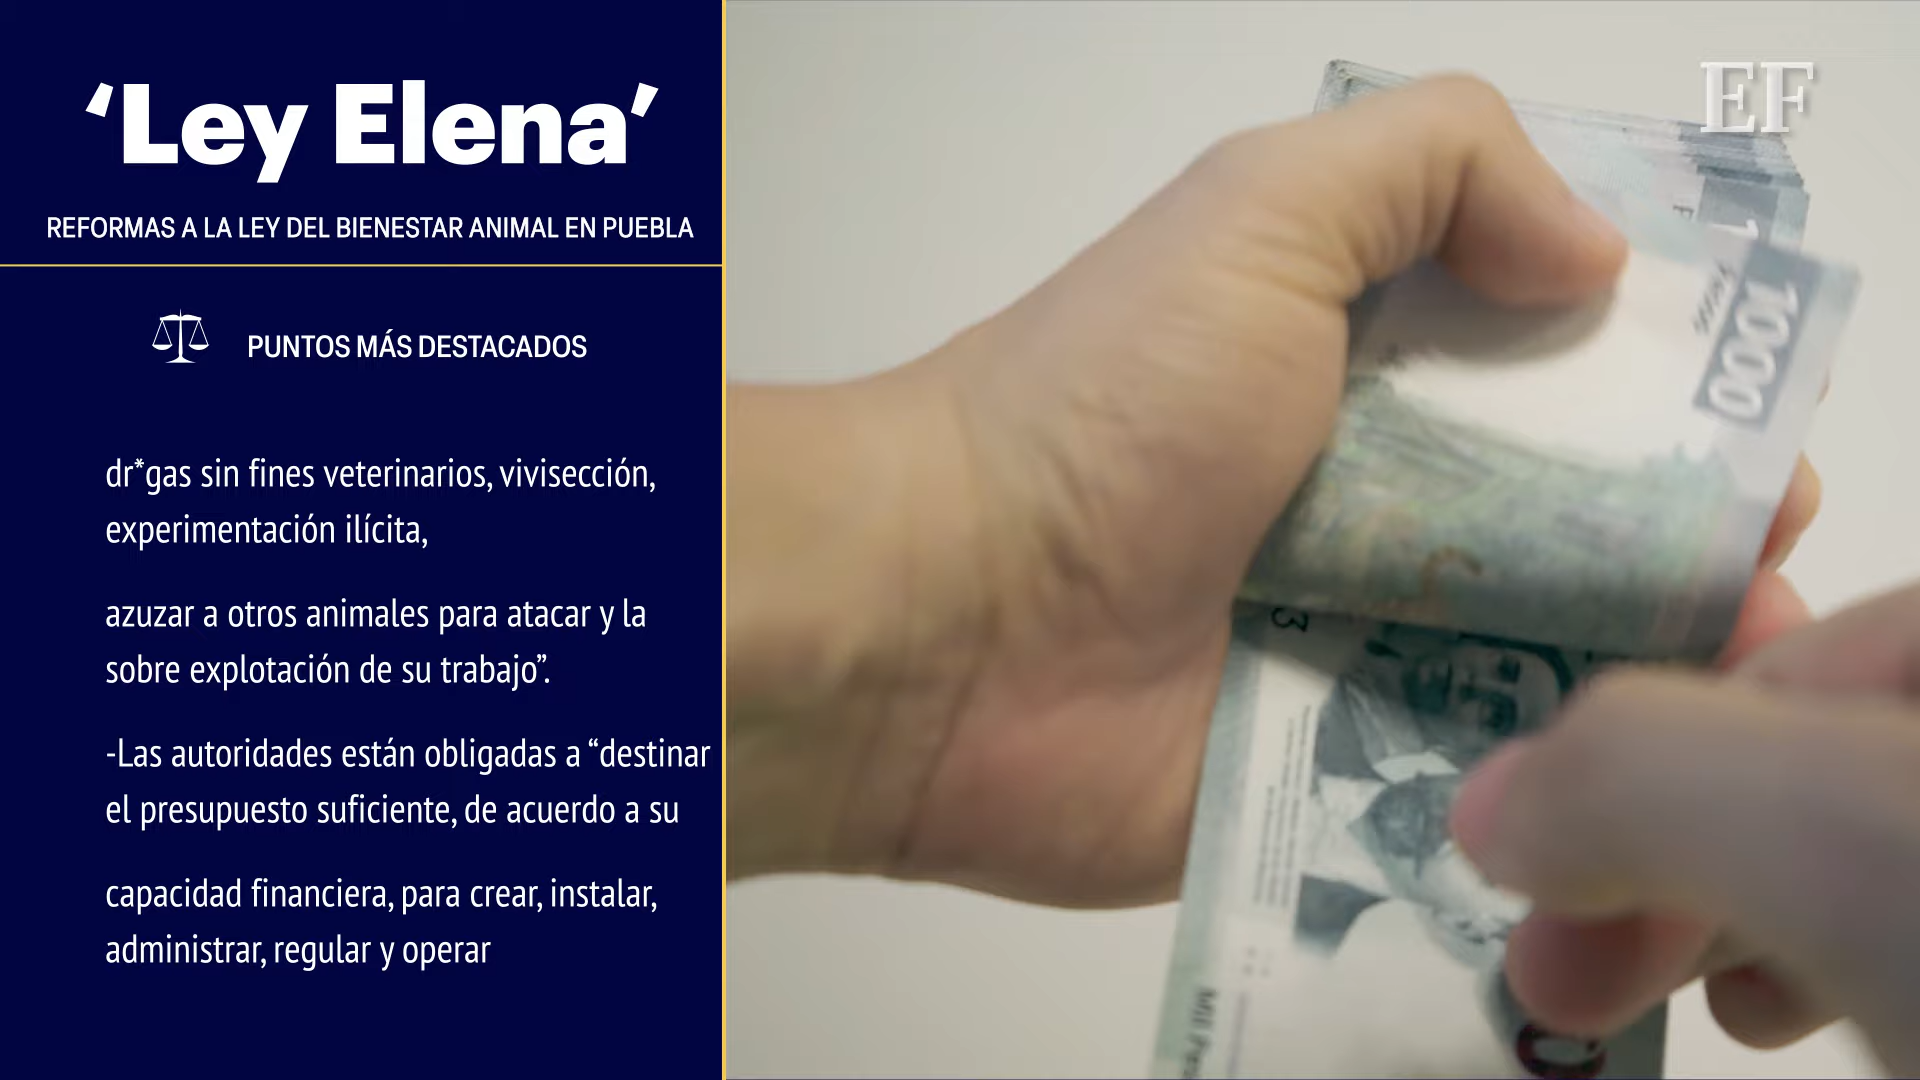 ‘Ley Elena’
REFORMAS A LA LEY DEL BIENESTAR ANIMAL EN PUEBLA
PUNTOS MÁS DESTACADOS
dr*gas sin fines veterinarios, vivisección,
experimentación ilícita,
azuzar a otros animales para atacar y la
sobre explotación de su trabajo”.
-Las autoridades están obligadas a “destinar
el presupuesto suficiente, de acuerdo a su
capacidad financiera, para crear, instalar,
administrar, regular y operar
EF
1000